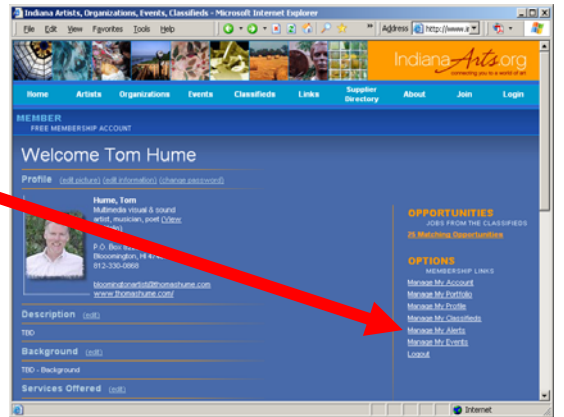 Indiana Artists, Organizations, Events, Classifieds - Microsoft Internet Explorer
File Edit View Favorites Tools Help
Address
IndianaArts.org
connecting you to a world of art
Home Artists Organizations Events Classifieds Links Supplier Directory About Join Login
MEMBER
FREE MEMBERSHIP ACCOUNT
Welcome Tom Hume
Profile (edit picture) (edit information) (change password)
Hume, Tom
Multimedia visual & sound
artist, musician, poet (View
P.O. Box
Bloomington,
812-330-0868
bloomingtonartist@thomashume.com
www.thomashume.com/
Description (edit)
TBD
Background (edit)
TBD - Background
Services Offered (edit)
OPPORTUNITIES
JOBS FROM THE CLASSIFIEDS
25 Matching Opportunities
OPTIONS
MEMBERSHIP LINKS
Manage My Account
Manage My Portfolio
Manage My Profile
Manage My Classifieds
Manage My Alerts
Manage My Events
Logout
Internet